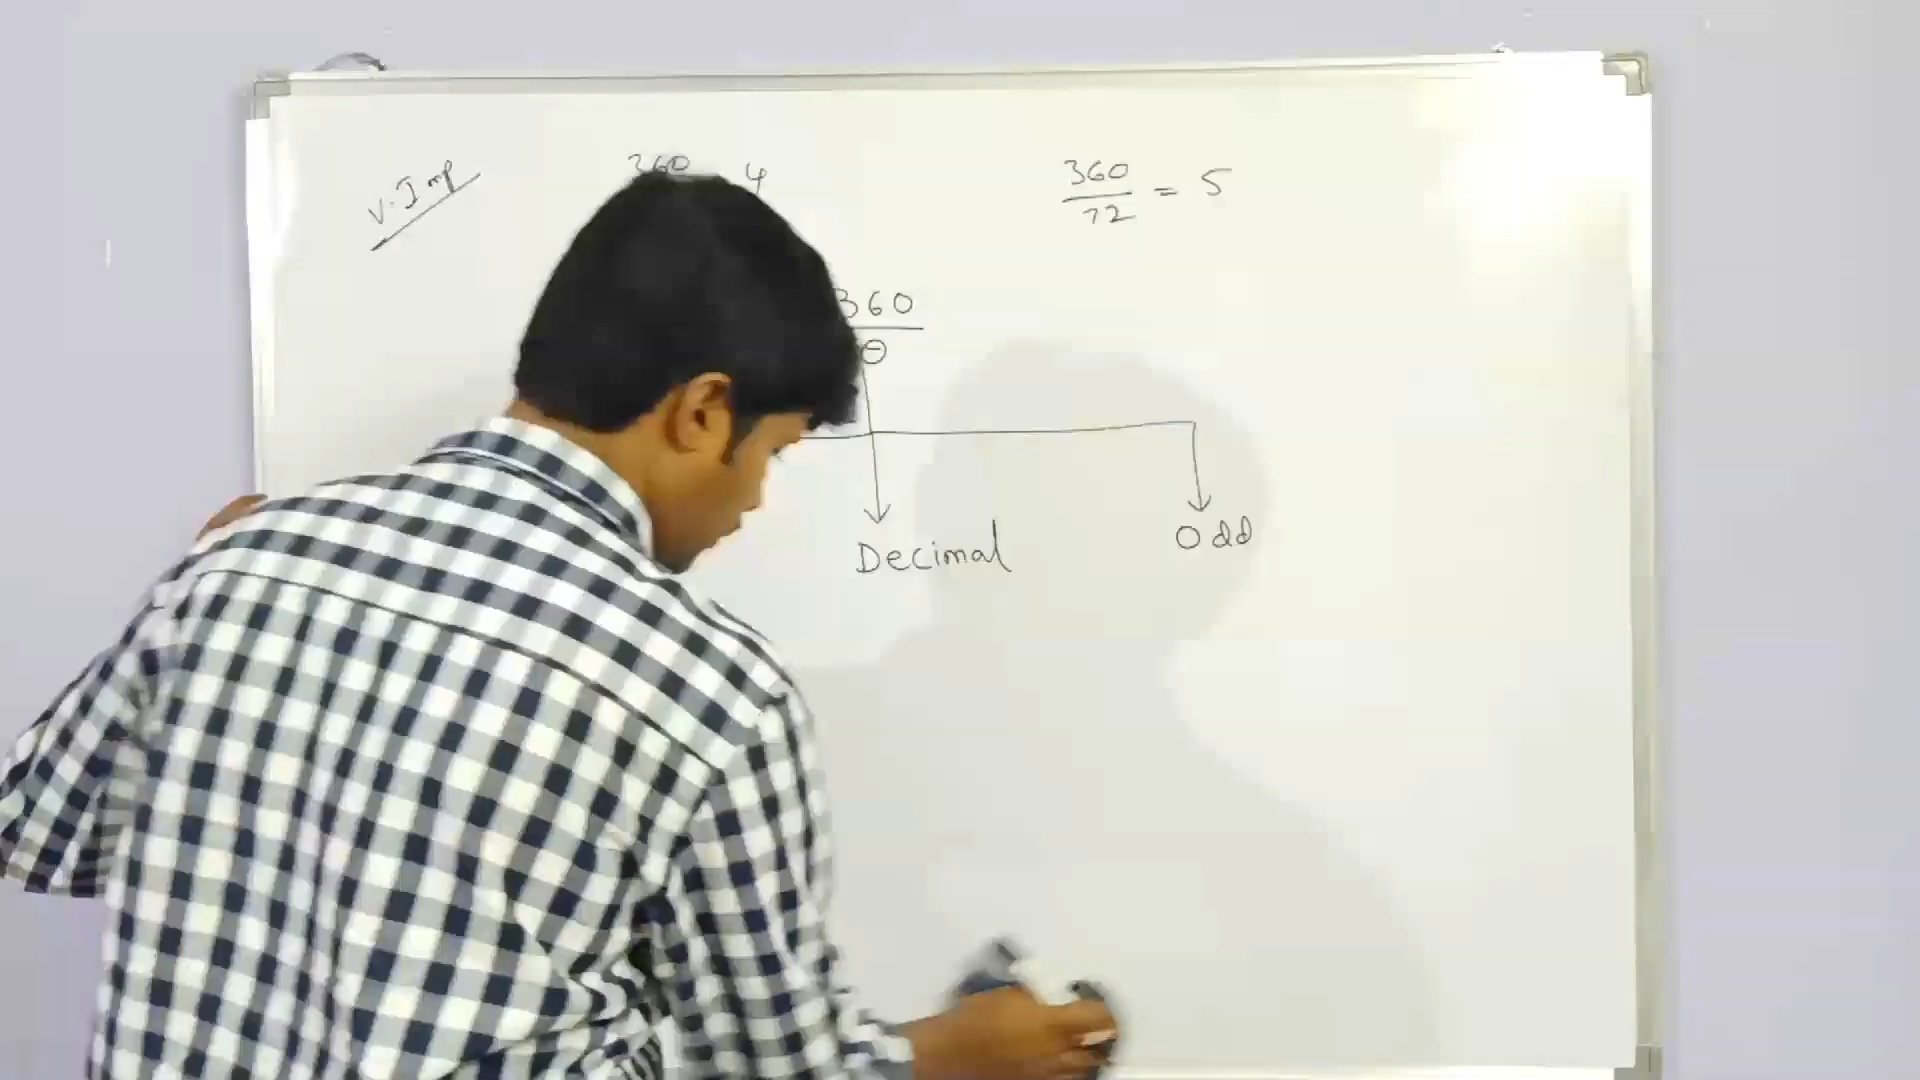 V. Imp
360 4
360/72 = 5
360/θ
Decimal
Odd